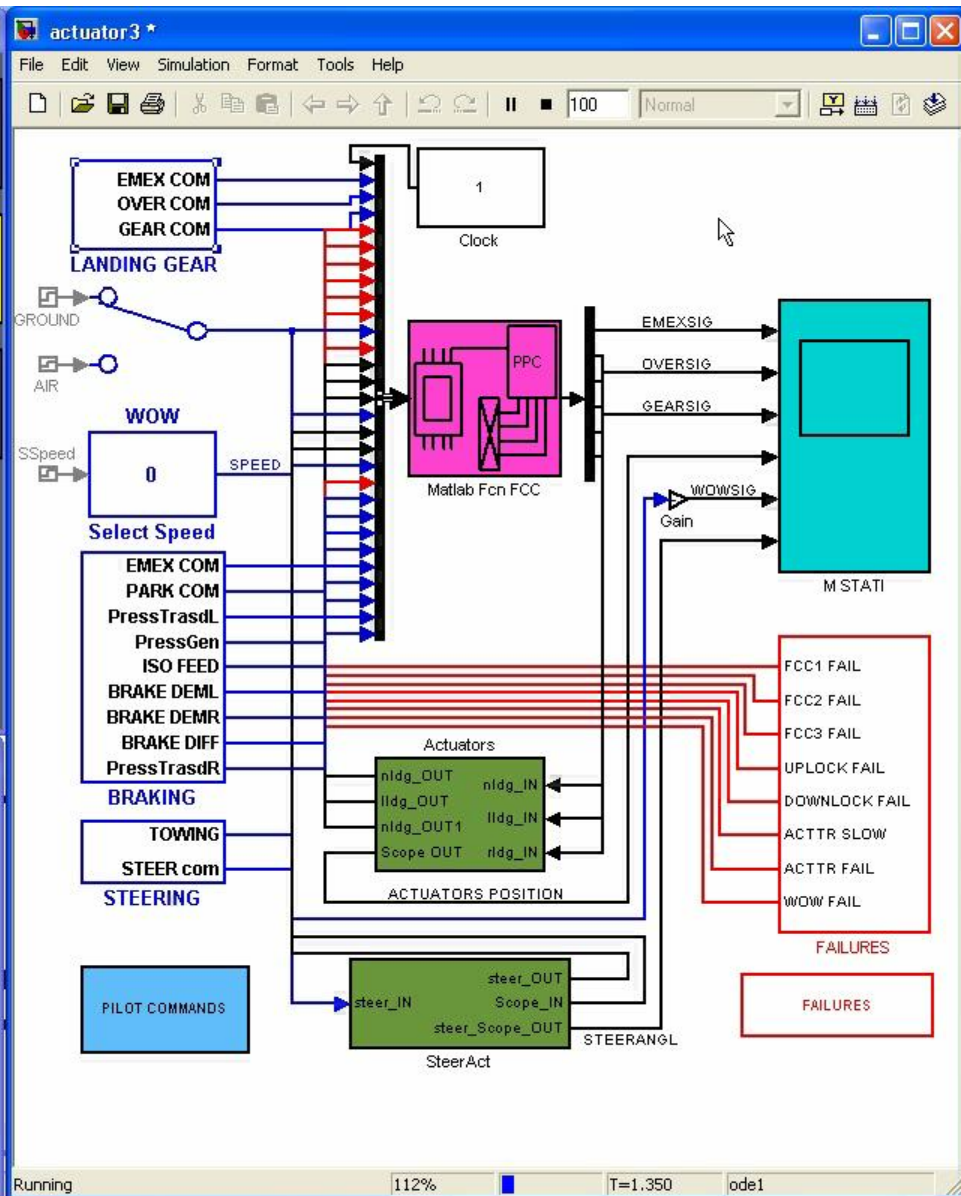 actuator3 *
File Edit View Simulation Format Tools Help
100 Normal
EMEX COM
OVER COM
GEAR COM
LANDING GEAR
1
Clock
GROUND
AIR
WOW
SSpeed
0
SPEED
Select Speed
PPC
Matlab Fcn FCC
EMEXSIG
OVERSIG
GEARSIG
WOWSIG
Gain
M STATI
EMEX COM
PARK COM
PressTrasdL
PressGen
ISO FEED
BRAKE DEML
BRAKE DEMR
BRAKE DIFF
PressTrasdR
BRAKING
FCC1 FAIL
FCC2 FAIL
FCC3 FAIL
UPLOCK FAIL
DOWNLOCK FAIL
ACTTR SLOW
ACTTR FAIL
WOW FAIL
FAILURES
Actuators
nldg_OUT
lldg_OUT
nldg_OUT1
Scope OUT
nldg_IN
lldg_IN
rldg_IN
ACTUATORS POSITION
TOWING
STEER com
STEERING
PILOT COMMANDS
steer_IN
steer_OUT
Scope_IN
steer_Scope_OUT
SteerAct
STEERANGL
FAILURES
Running 112% T=1.350 ode1